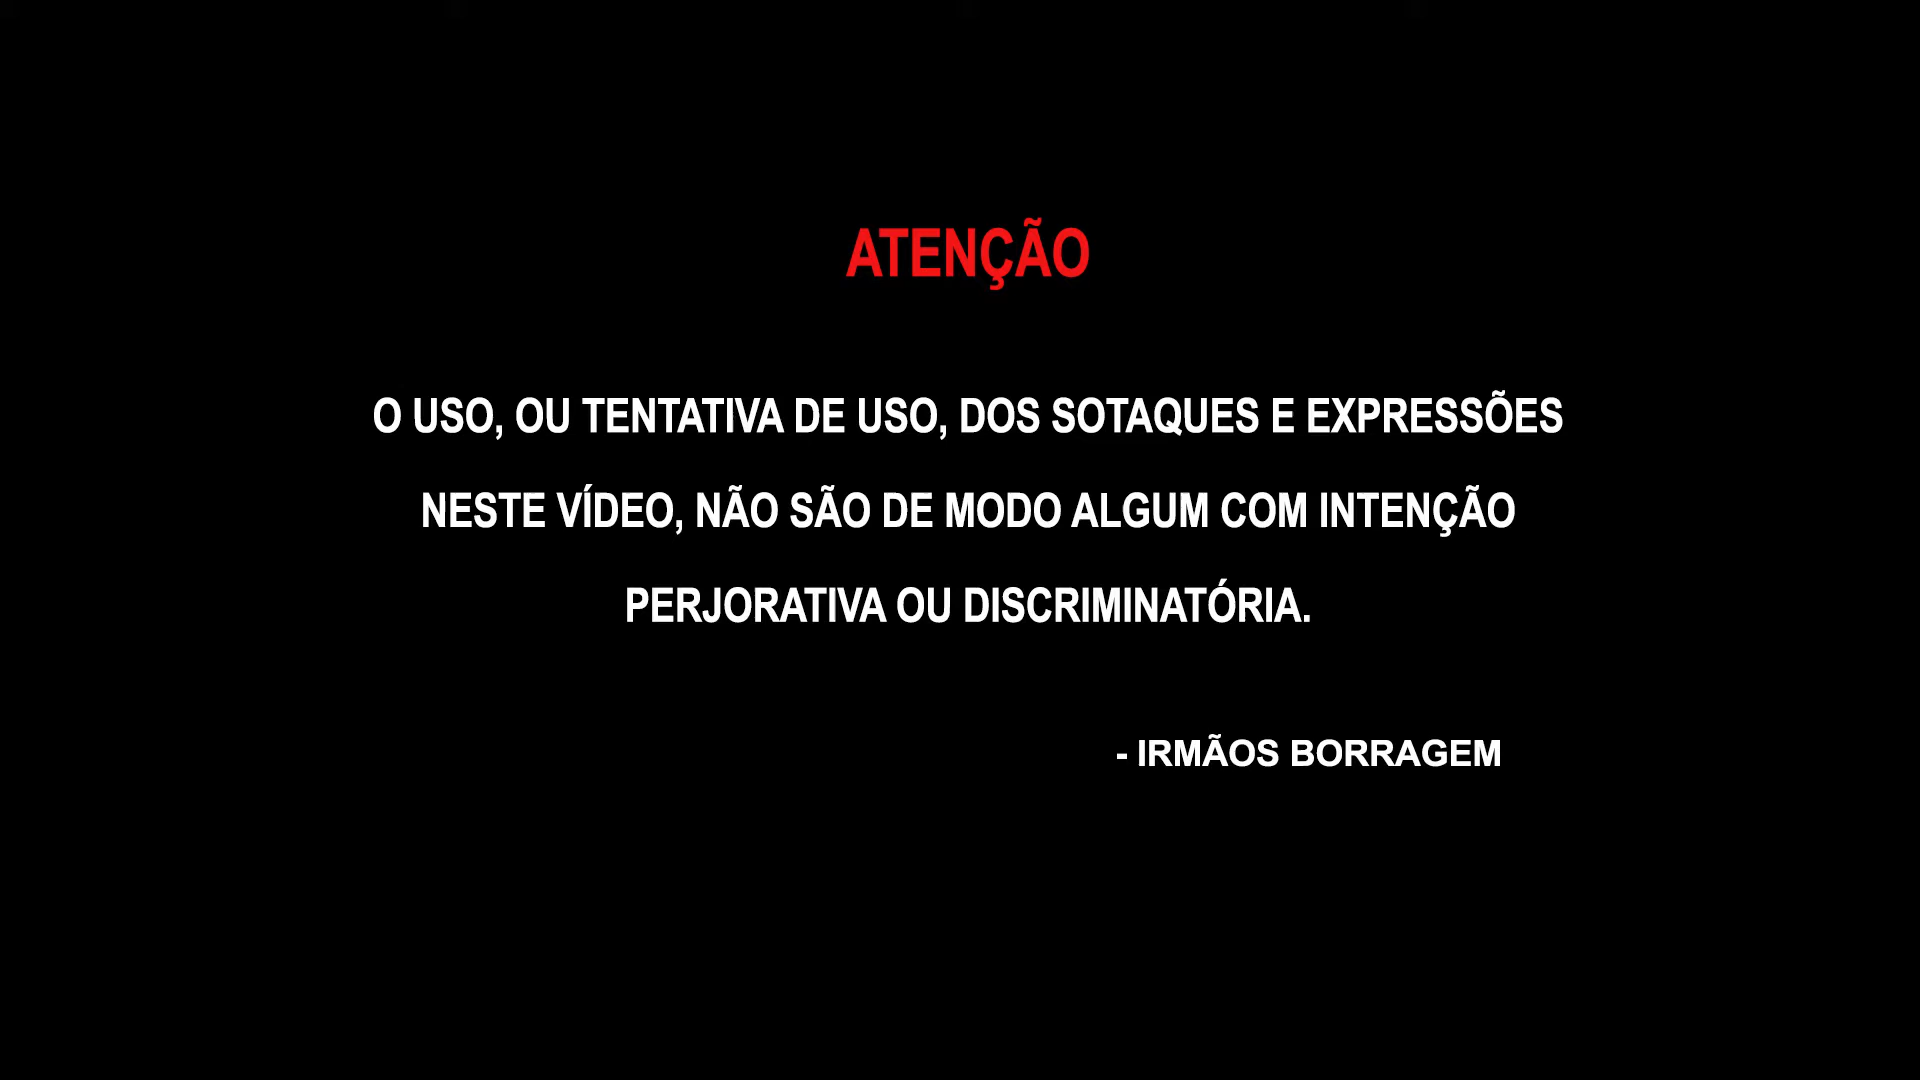 ATENÇÃO
O USO, OU TENTATIVA DE USO, DOS SOTAQUES E EXPRESSÕES
NESTE VÍDEO, NÃO SÃO DE MODO ALGUM COM INTENÇÃO
PERJORATIVA OU DISCRIMINATÓRIA.
- IRMÃOS BORRAGEM